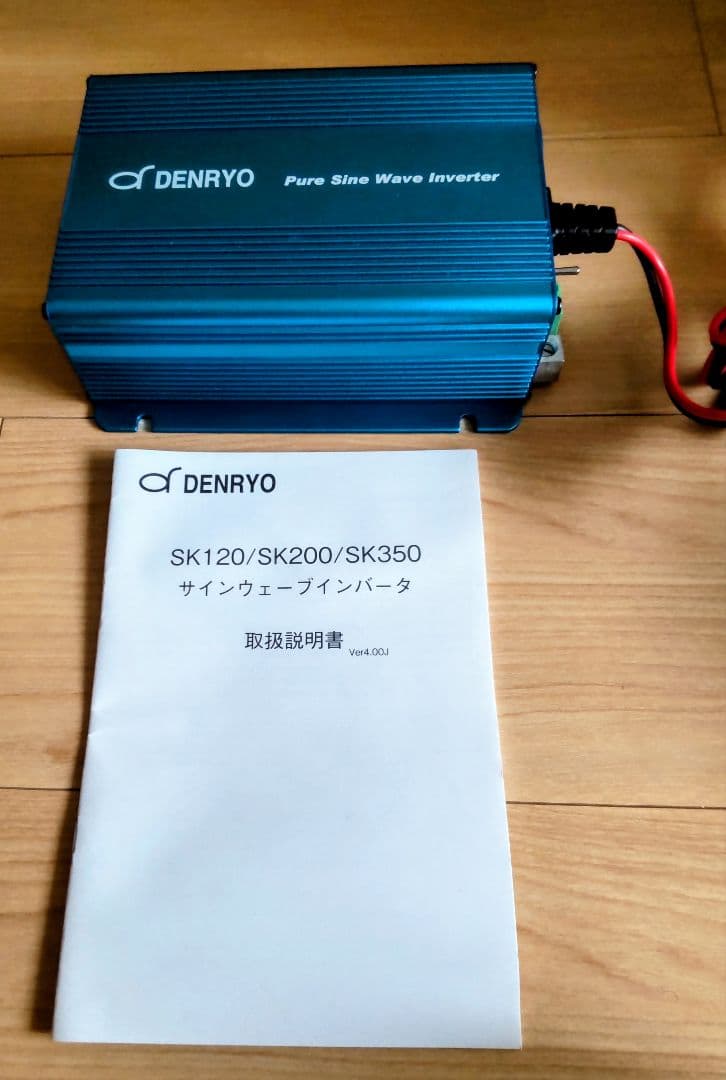 DENRYO Pure Sine Wave Inverter
DENRYO
SK120/SK200/SK350
サインウェーブインバータ
取扱説明書 Ver4.00J